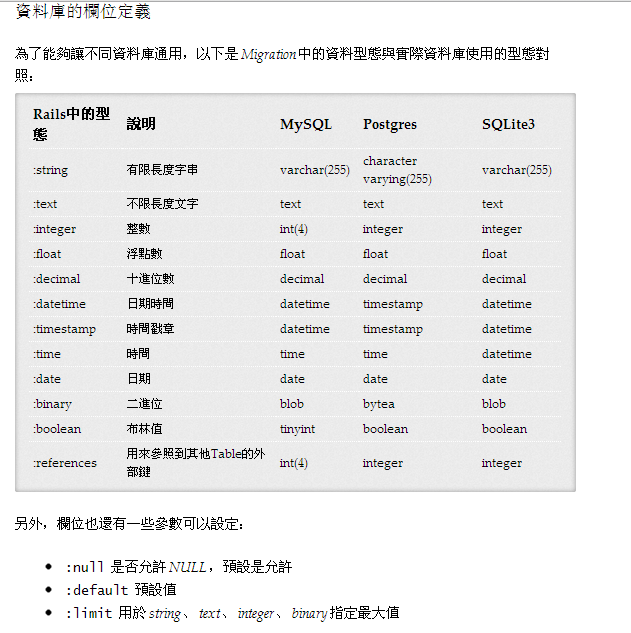 資料庫的欄位定義
為了能夠讓不同資料庫通用，以下是 Migration 中的資料型態與實際資料庫使用的型態對
照：
Rails中的型態 說明 MySQL Postgres SQLite3
:string 有限長度字串 varchar(255) character varying(255) varchar(255)
:text 不限長度文字 text text text
:integer 整數 int(4) integer integer
:float 浮點數 float float float
:decimal 十進位數 decimal decimal decimal
:datetime 日期時間 datetime timestamp datetime
:timestamp 時間戳章 datetime timestamp datetime
:time 時間 time time datetime
:date 日期 date date date
:binary 二進位 blob bytea blob
:boolean 布林值 tinyint boolean boolean
:references 用來參照到其他Table的外部鍵 int(4) integer integer
另外，欄位也還有一些參數可以設定：
:null 是否允許 NULL，預設是允許
:default 預設值
:limit 用於 string、text、integer、binary 指定最大值